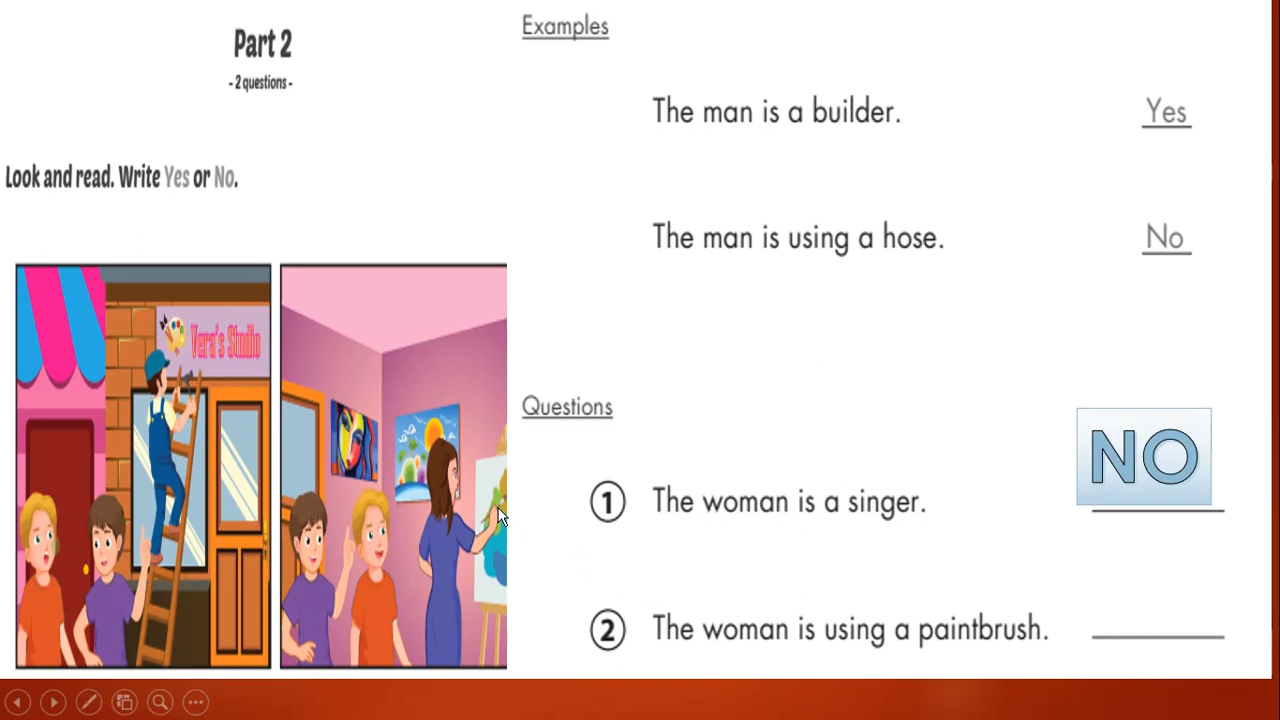 Part 2
- 2 questions -
Look and read. Write Yes or No.
Vera's Studio
Examples
The man is a builder. Yes
The man is using a hose. No
Questions
NO
1 The woman is a singer.
2 The woman is using a paintbrush.